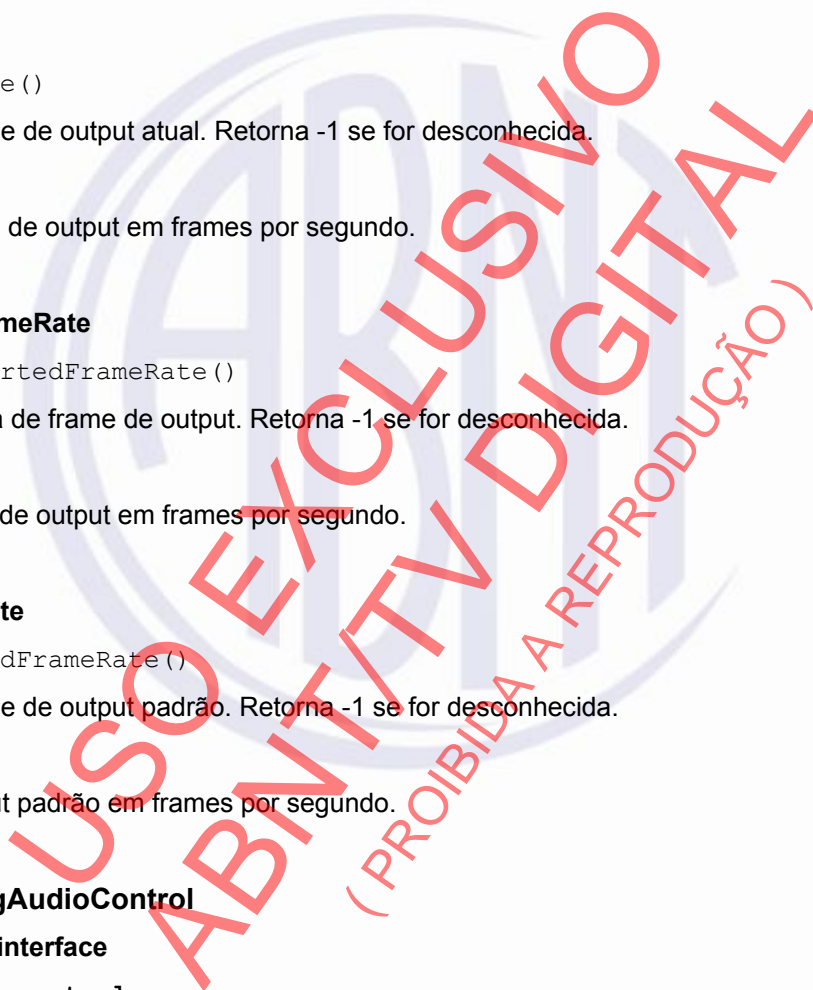 e()
e de output atual. Retorna -1 se for desconhecida.
de output em frames por segundo.
meRate
rtedFrameRate()
de frame de output. Retorna -1 se for desconhecida.
de output em frames por segundo.
te
dFrameRate()
e de output padrão. Retorna -1 se for desconhecida.
t padrão em frames por segundo.
gAudioControl
interface
USO EXCLUSIVO
ABNT/TV DIGITAL
( PROIBIDA A REPRODUÇÃO )
ABNT